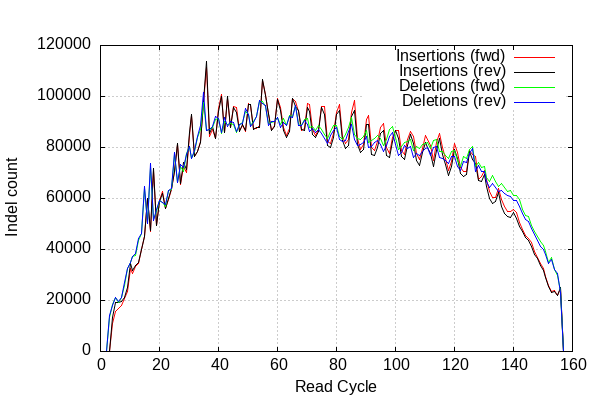 120000
100000
80000
60000
40000
20000
0
Indel count
Insertions (fwd)
Insertions (rev)
Deletions (fwd)
Deletions (rev)
0 20 40 60 80 100 120 140 160
Read Cycle